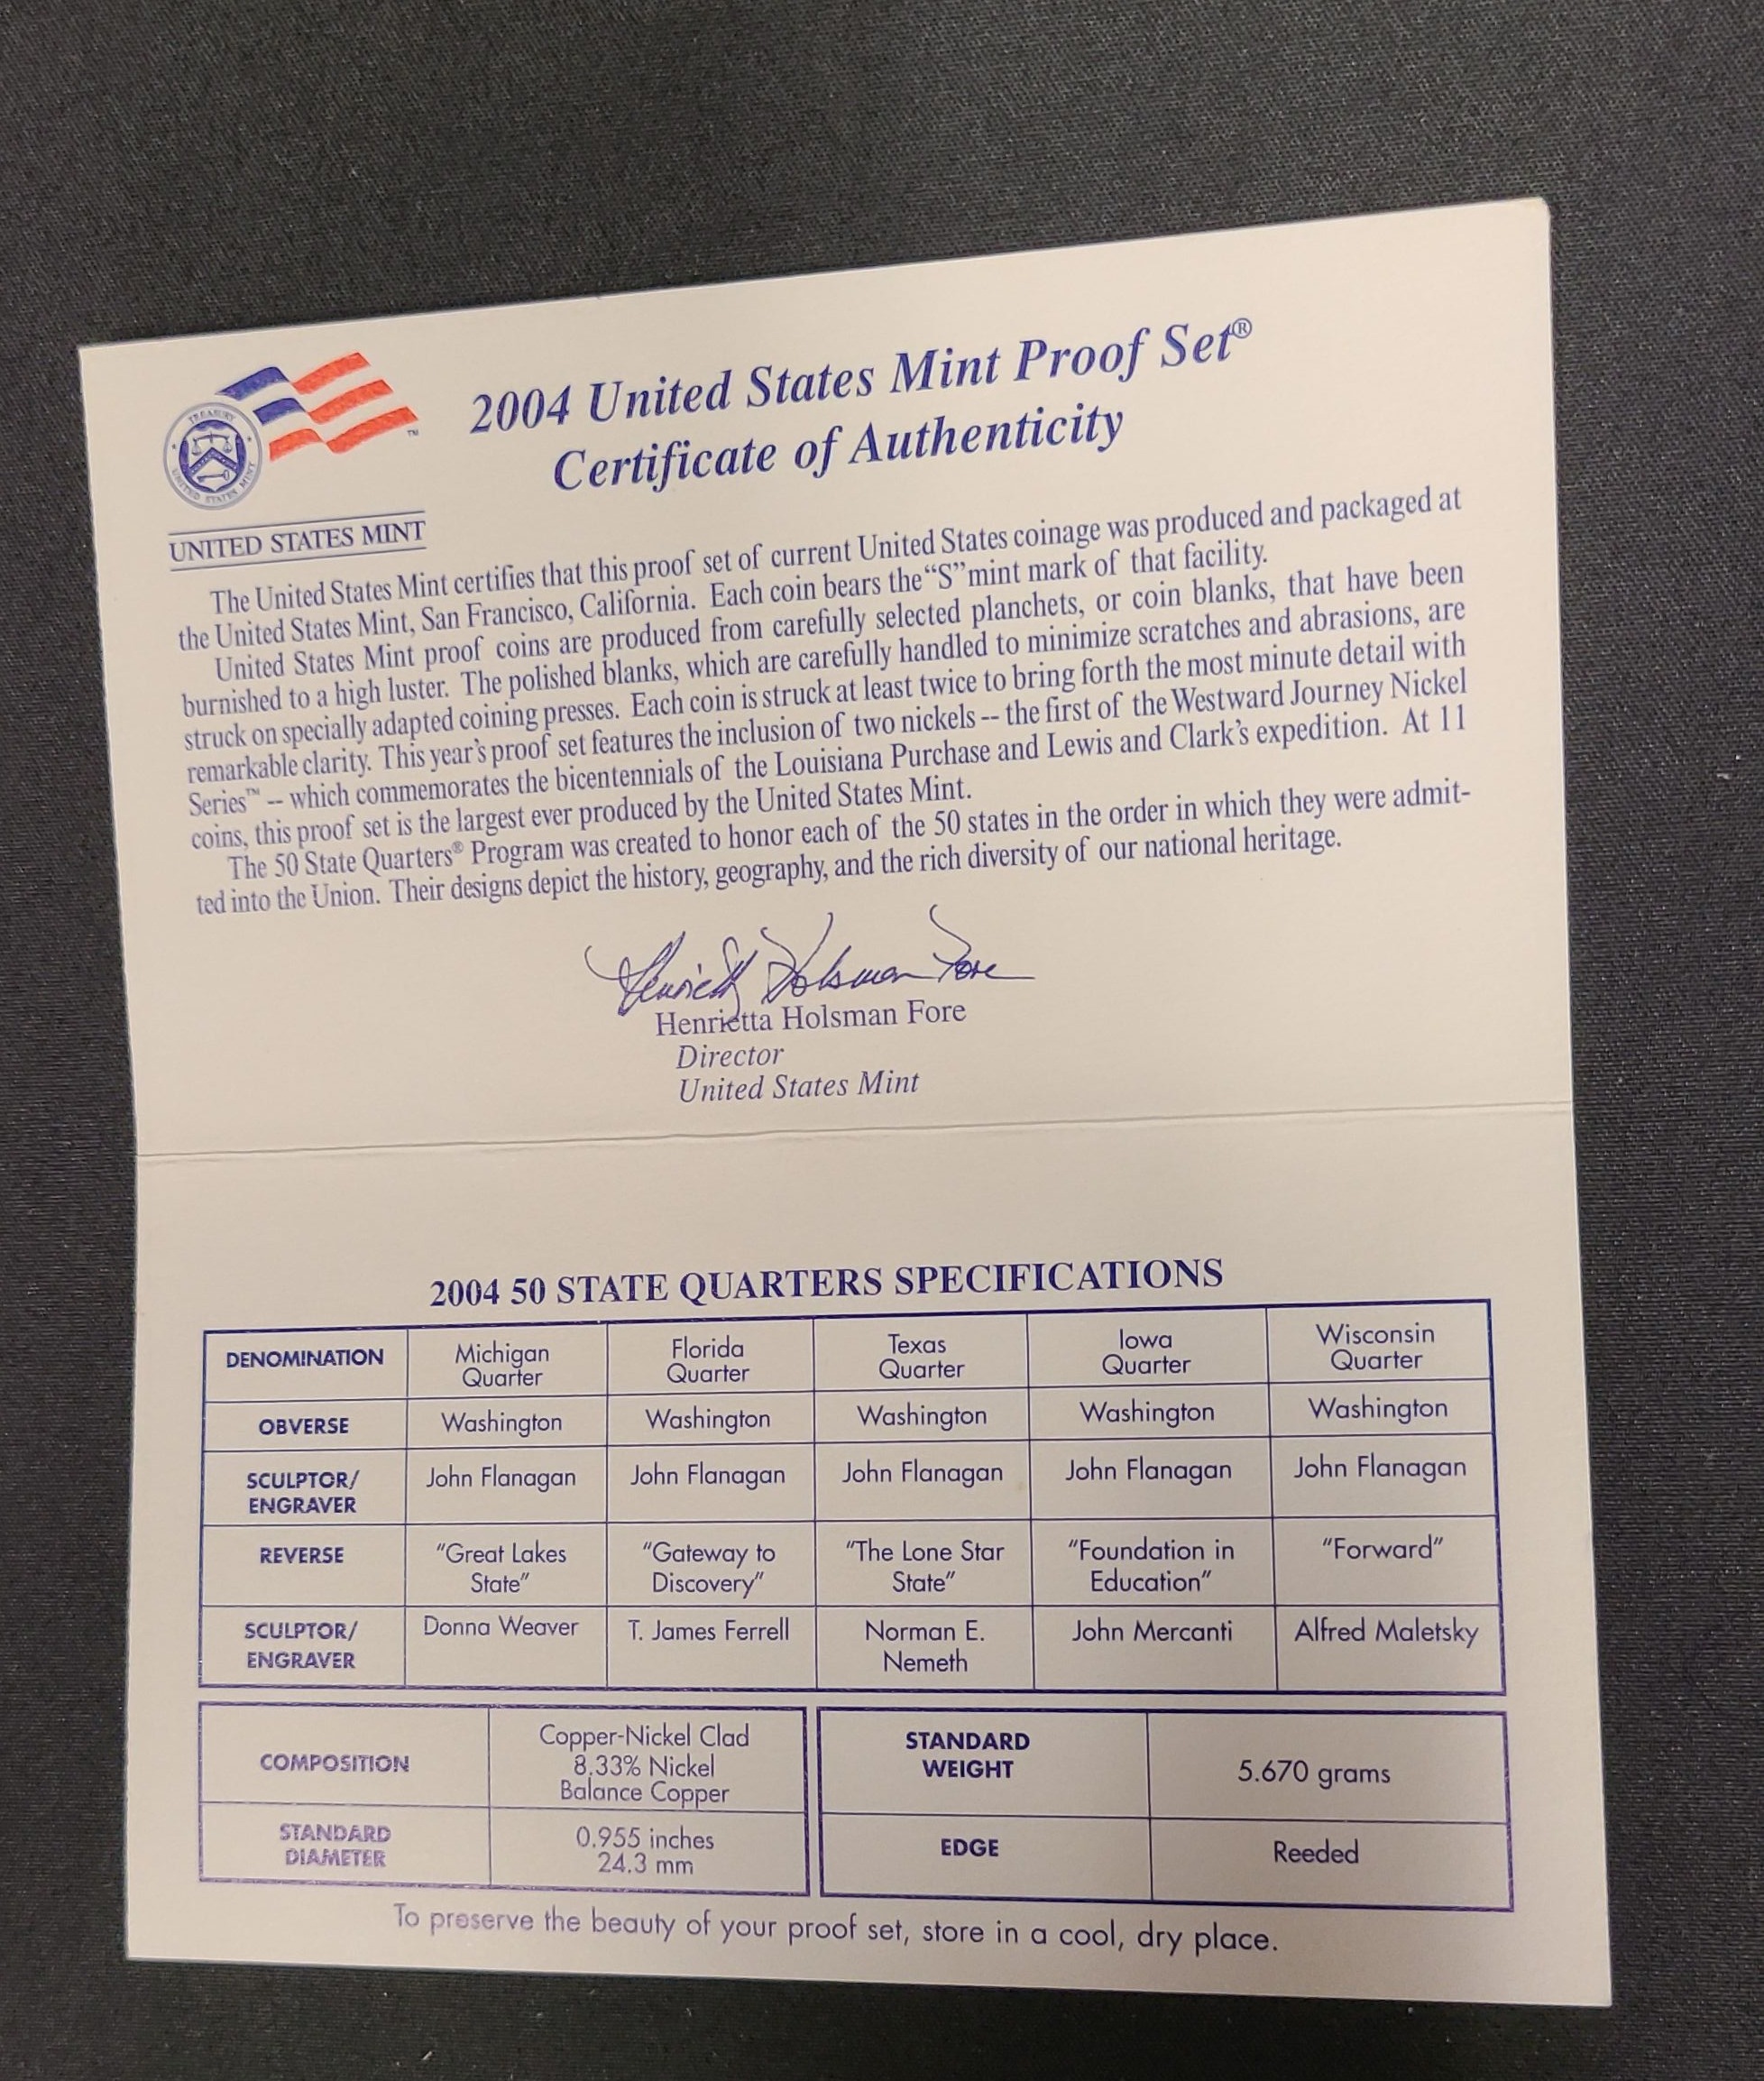 TREASURY
UNITED STATES MINT
™
UNITED STATES MINT
2004 United States Mint Proof Set®
Certificate of Authenticity
The United States Mint certifies that this proof set of current United States coinage was produced and packaged at
the United States Mint, San Francisco, California. Each coin bears the “S” mint mark of that facility.
United States Mint proof coins are produced from carefully selected planchets, or coin blanks, that have been
burnished to a high luster. The polished blanks, which are carefully handled to minimize scratches and abrasions, are
struck on specially adapted coining presses. Each coin is struck at least twice to bring forth the most minute detail with
remarkable clarity. This year’s proof set features the inclusion of two nickels -- the first of the Westward Journey Nickel
Series™ -- which commemorates the bicentennials of the Louisiana Purchase and Lewis and Clark’s expedition. At 11
coins, this proof set is the largest ever produced by the United States Mint.
The 50 State Quarters® Program was created to honor each of the 50 states in the order in which they were admit-
ted into the Union. Their designs depict the history, geography, and the rich diversity of our national heritage.
Henrietta Holsman Fore
Henrietta Holsman Fore
Director
United States Mint
2004 50 STATE QUARTERS SPECIFICATIONS
DENOMINATION Michigan Quarter Florida Quarter Texas Quarter Iowa Quarter Wisconsin Quarter
OBVERSE Washington Washington Washington Washington Washington
SCULPTOR/ ENGRAVER John Flanagan John Flanagan John Flanagan John Flanagan John Flanagan
REVERSE “Great Lakes State” “Gateway to Discovery” “The Lone Star State” “Foundation in Education” “Forward”
SCULPTOR/ ENGRAVER Donna Weaver T. James Ferrell Norman E. Nemeth John Mercanti Alfred Maletsky
COMPOSITION Copper-Nickel Clad 8.33% Nickel Balance Copper
STANDARD WEIGHT 5.670 grams
STANDARD DIAMETER 0.955 inches 24.3 mm
EDGE Reeded
To preserve the beauty of your proof set, store in a cool, dry place.